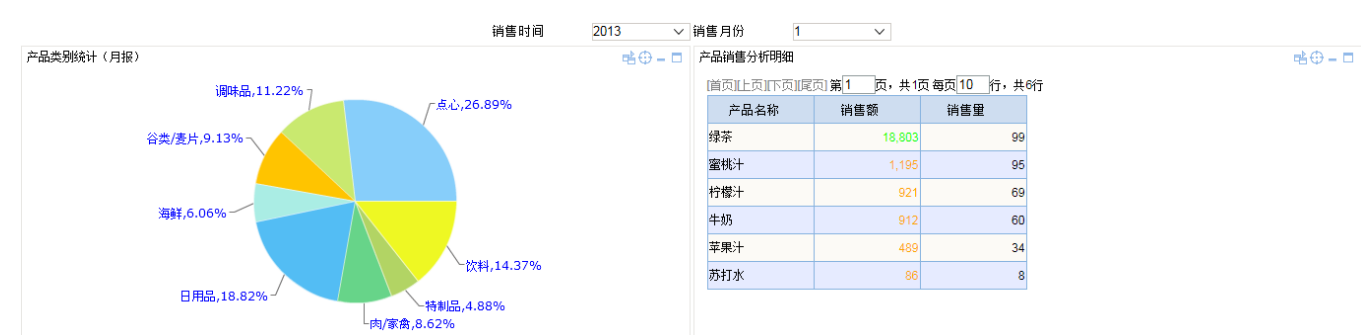 销售时间 2013 销售月份 1
产品类别统计（月报）
调味品,11.22%
点心,26.89%
谷类/麦片,9.13%
海鲜,6.06%
饮料,14.37%
日用品,18.82%
特制品,4.88%
肉/家禽,8.62%
产品销售分析明细
[首页][上页][下页][尾页] 第 1 页，共1页 每页 10 行，共6行
产品名称 销售额 销售量
绿茶 18,803 99
蜜桃汁 1,195 95
柠檬汁 921 69
牛奶 912 60
苹果汁 489 34
苏打水 86 8